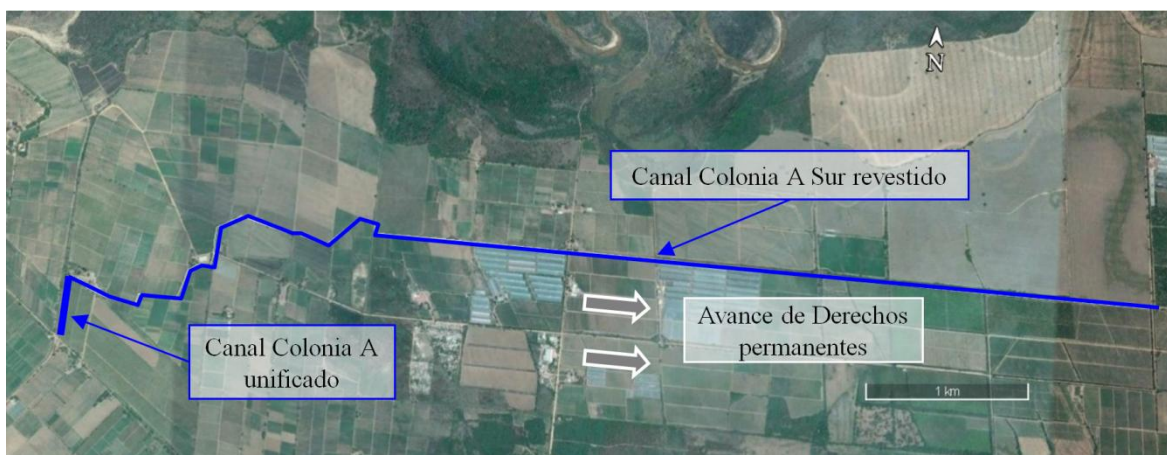 N
Canal Colonia A Sur revestido
Avance de Derechos
permanentes
Canal Colonia A
unificado
1 km